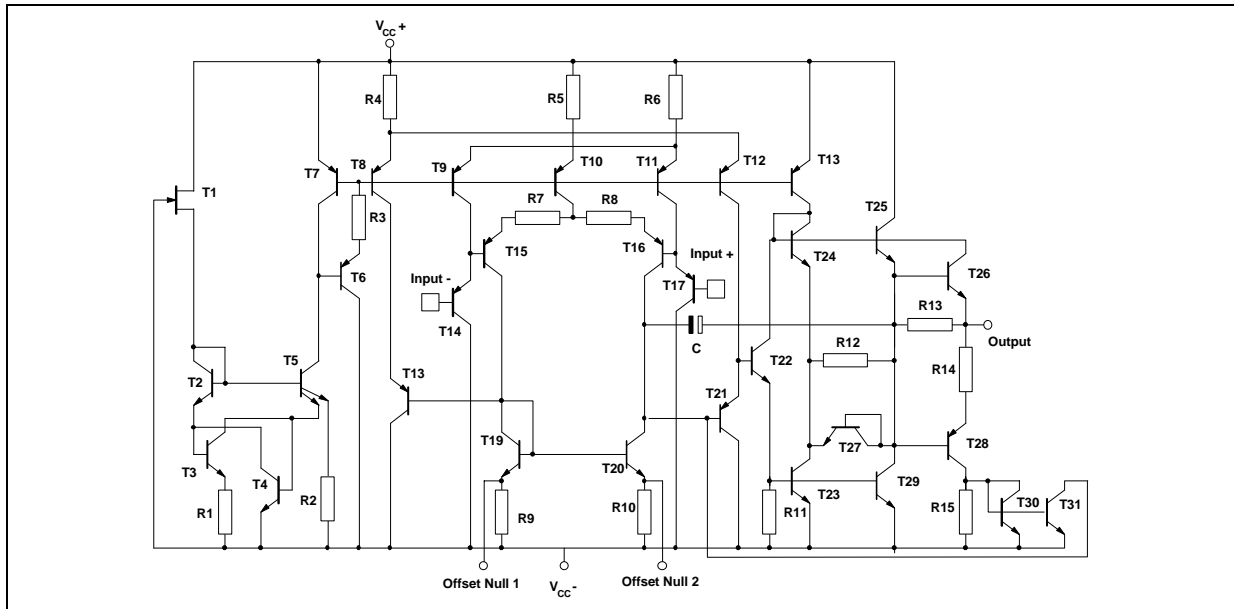 V CC +
R4
R5
R6
T7
T8
T9
T10
T11
T12
T13
T1
R3
R7
R8
T25
T15
T16
Input +
T24
T26
T6
Input -
T17
R13
T14
C
Output
T22
R12
R14
T2
T5
T13
T21
T27
T28
T19
T3
T20
T4
R2
T23
T29
R1
R9
R10
R11
R15
T30
T31
Offset Null 1
V CC -
Offset Null 2